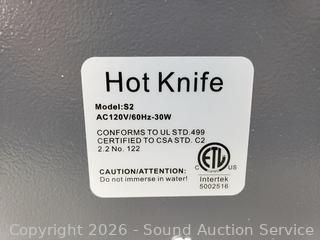 Hot Knife
Model:S2
AC120V/60Hz-30W
CONFORMS TO UL STD.499
CERTIFIED TO CSA STD. C2
2.2 No. 122
CAUTION/ATTENTION:
Do not immerse in water!
C ETL US
Intertek
5002516
Copyright © 2026 - Sound Auction Service